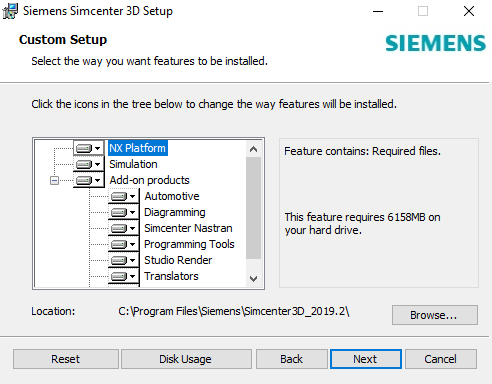 Siemens Simcenter 3D Setup
Custom Setup
SIEMENS
Select the way you want features to be installed.
Click the icons in the tree below to change the way features will be installed.
NX Platform
Simulation
Add-on products
Automotive
Diagramming
Simcenter Nastran
Programming Tools
Studio Render
Translators
Feature contains: Required files.
This feature requires 6158MB on
your hard drive.
Location:
C:\Program Files\Siemens\Simcenter3D_2019.2\
Browse...
Reset
Disk Usage
Back
Next
Cancel